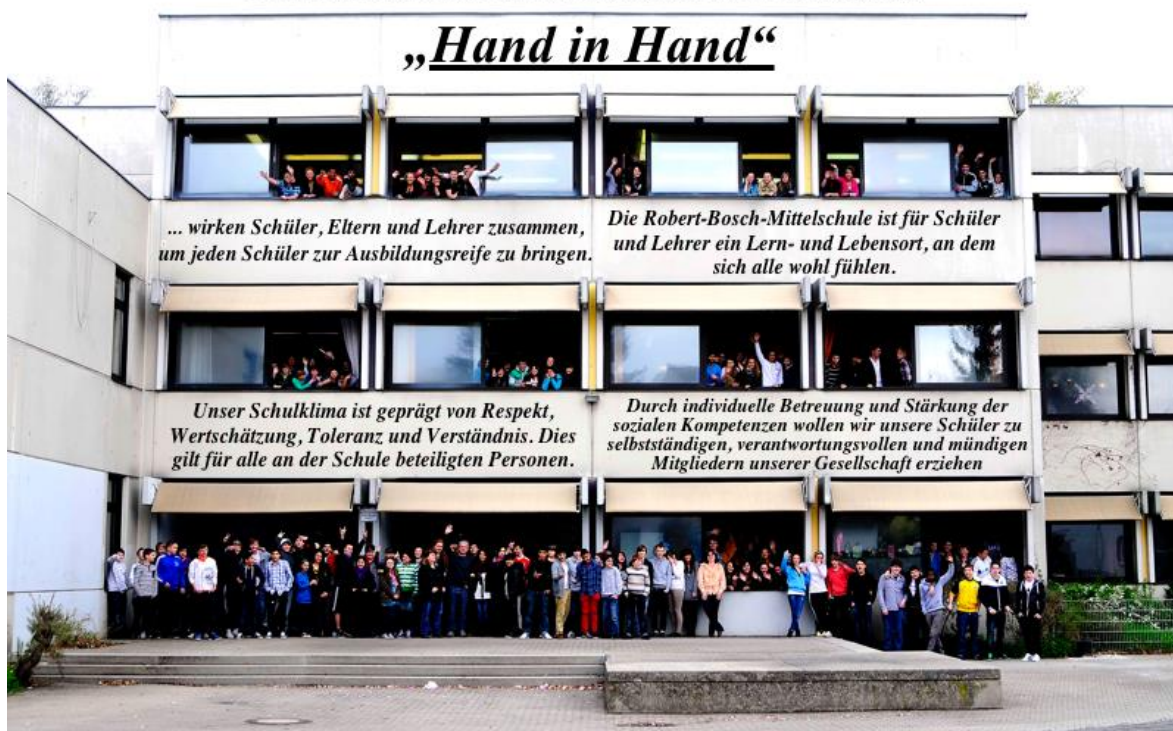 „Hand in Hand“
... wirken Schüler, Eltern und Lehrer zusammen,
um jeden Schüler zur Ausbildungsreife zu bringen.
Die Robert-Bosch-Mittelschule ist für Schüler
und Lehrer ein Lern- und Lebensort, an dem
sich alle wohl fühlen.
Unser Schulklima ist geprägt von Respekt,
Wertschätzung, Toleranz und Verständnis. Dies
gilt für alle an der Schule beteiligten Personen.
Durch individuelle Betreuung und Stärkung der
sozialen Kompetenzen wollen wir unsere Schüler zu
selbstständigen, verantwortungsvollen und mündigen
Mitgliedern unserer Gesellschaft erziehen